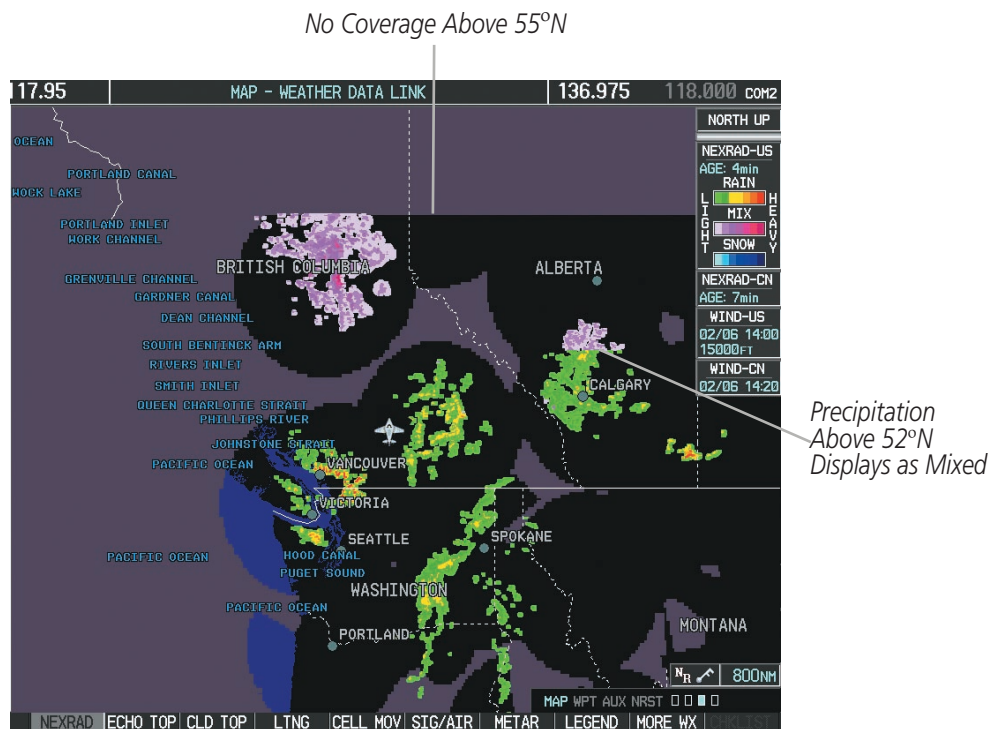 No Coverage Above 55ºN
117.95 MAP - WEATHER DATA LINK 136.975 118.000 COM2
NORTH UP
NEXRAD-US
AGE: 4min
RAIN
MIX
SNOW
LIGHT
HEAVY
NEXRAD-CN
AGE: 7min
WIND-US
02/06 14:00
15000FT
WIND-CN
02/06 14:20
OCEAN
PORTLAND CANAL
WOCK LAKE
PORTLAND INLET
WORK CHANNEL
BRITISH COLUMBIA
ALBERTA
GRENVILLE CHANNEL
GARDNER CANAL
DEAN CHANNEL
SOUTH BENTINCK ARM
RIVERS INLET
SMITH INLET
CALGARY
QUEEN CHARLOTTE STRAIT
PHILLIPS RIVER
JOHNSTONE STRAIT
PACIFIC OCEAN
VANCOUVER
VICTORIA
SEATTLE
SPOKANE
PACIFIC OCEAN
HOOD CANAL
PUGET SOUND
WASHINGTON
PACIFIC OCEAN
PORTLAND
MONTANA
Precipitation
Above 52ºN
Displays as Mixed
NR 800NM
MAP WPT AUX NRST
NEXRAD ECHO TOP CLD TOP LTNG CELL MOV SIG/AIR METAR LEGEND MORE WX CHKLIST